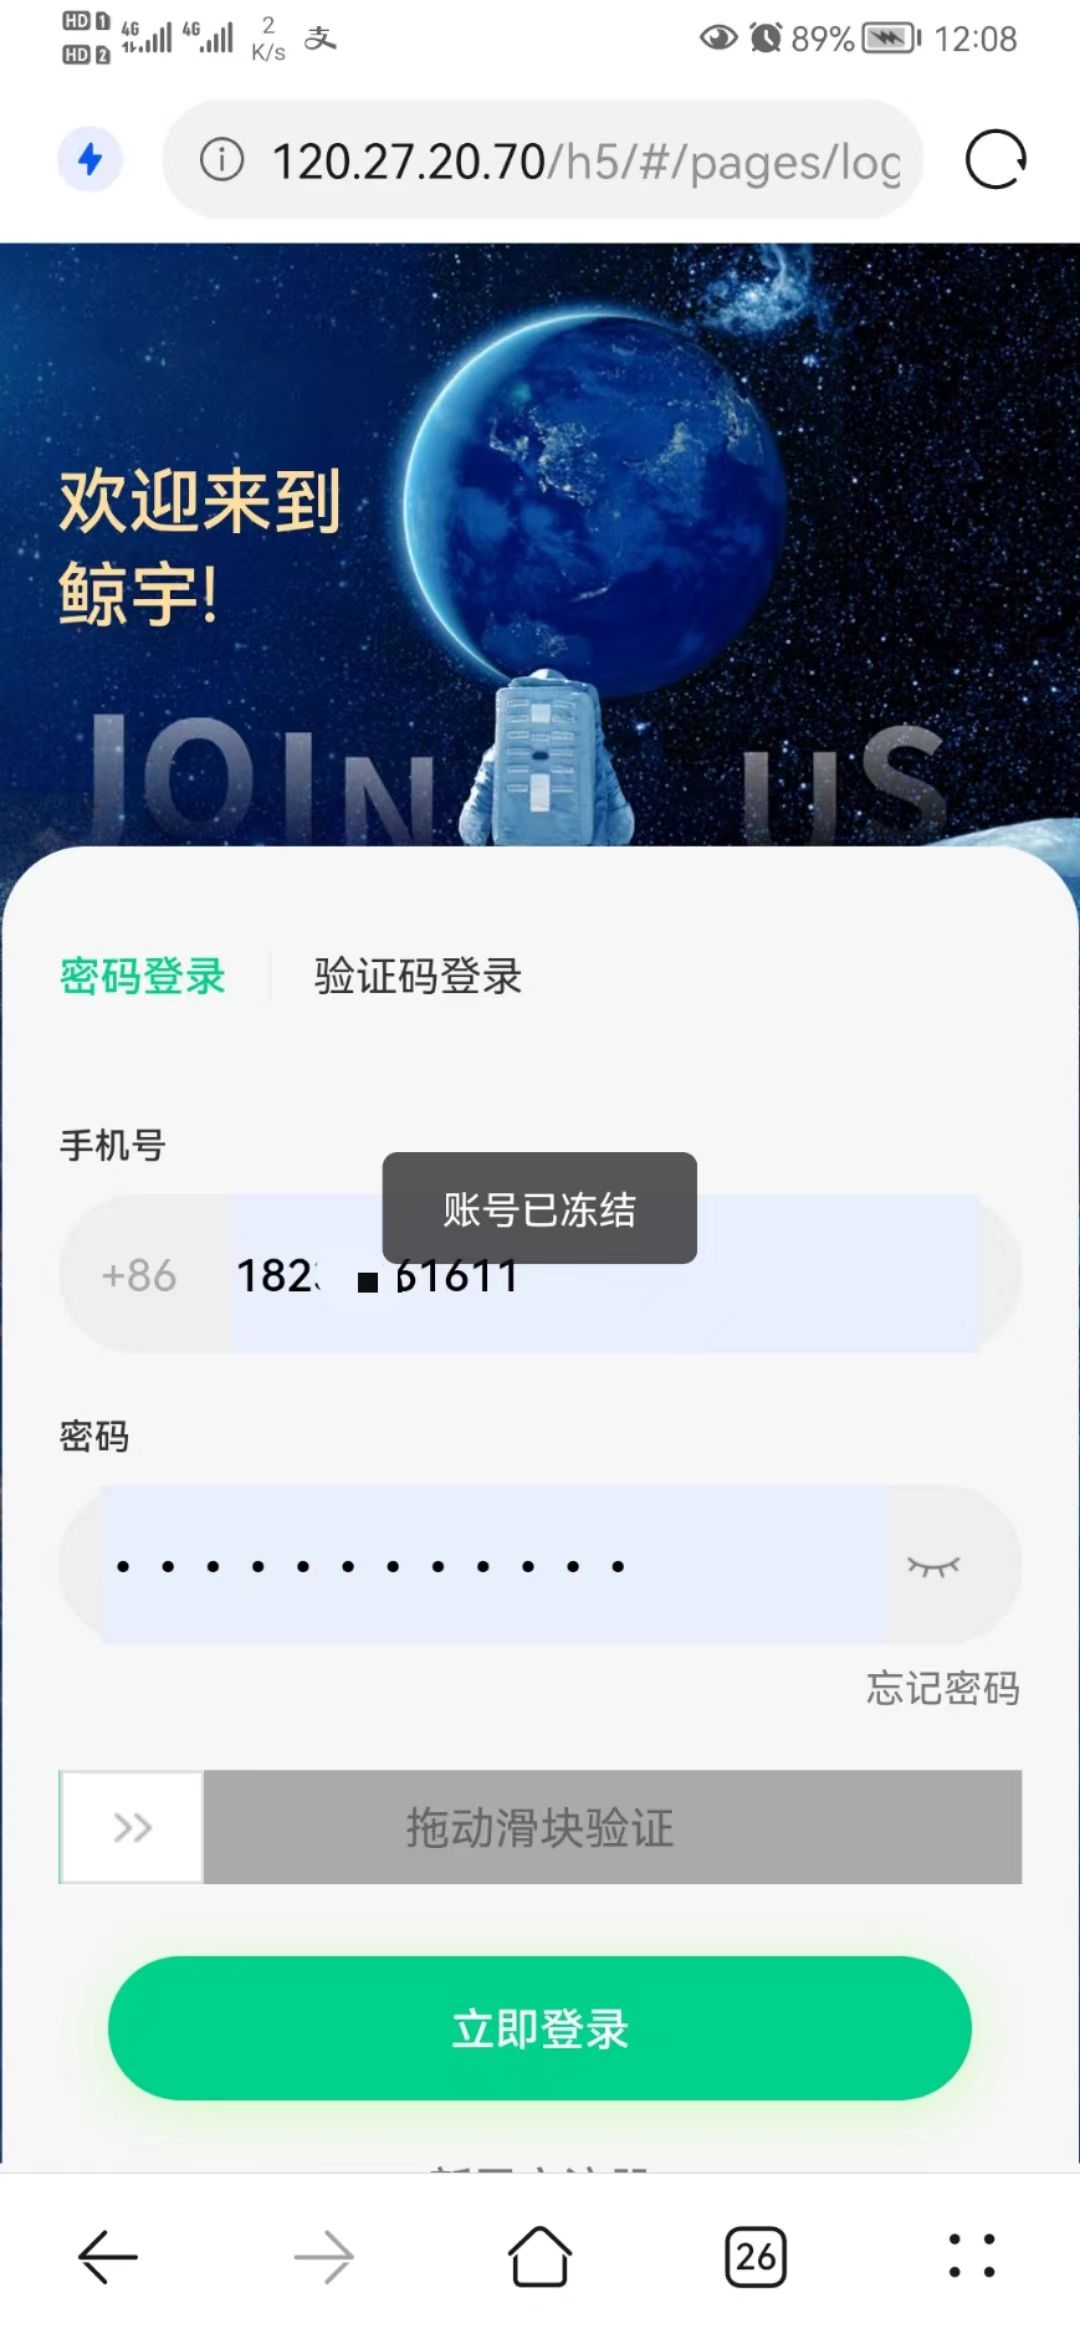 HD 1 4G 4G 2 支 89% 12:08
HD 2 K/s
120.27.20.70/h5/#/pages/log
欢迎来到
鲸宇!
JOIN US
密码登录 验证码登录
手机号
账号已冻结
+86 182 61611
密码
忘记密码
拖动滑块验证
立即登录
26